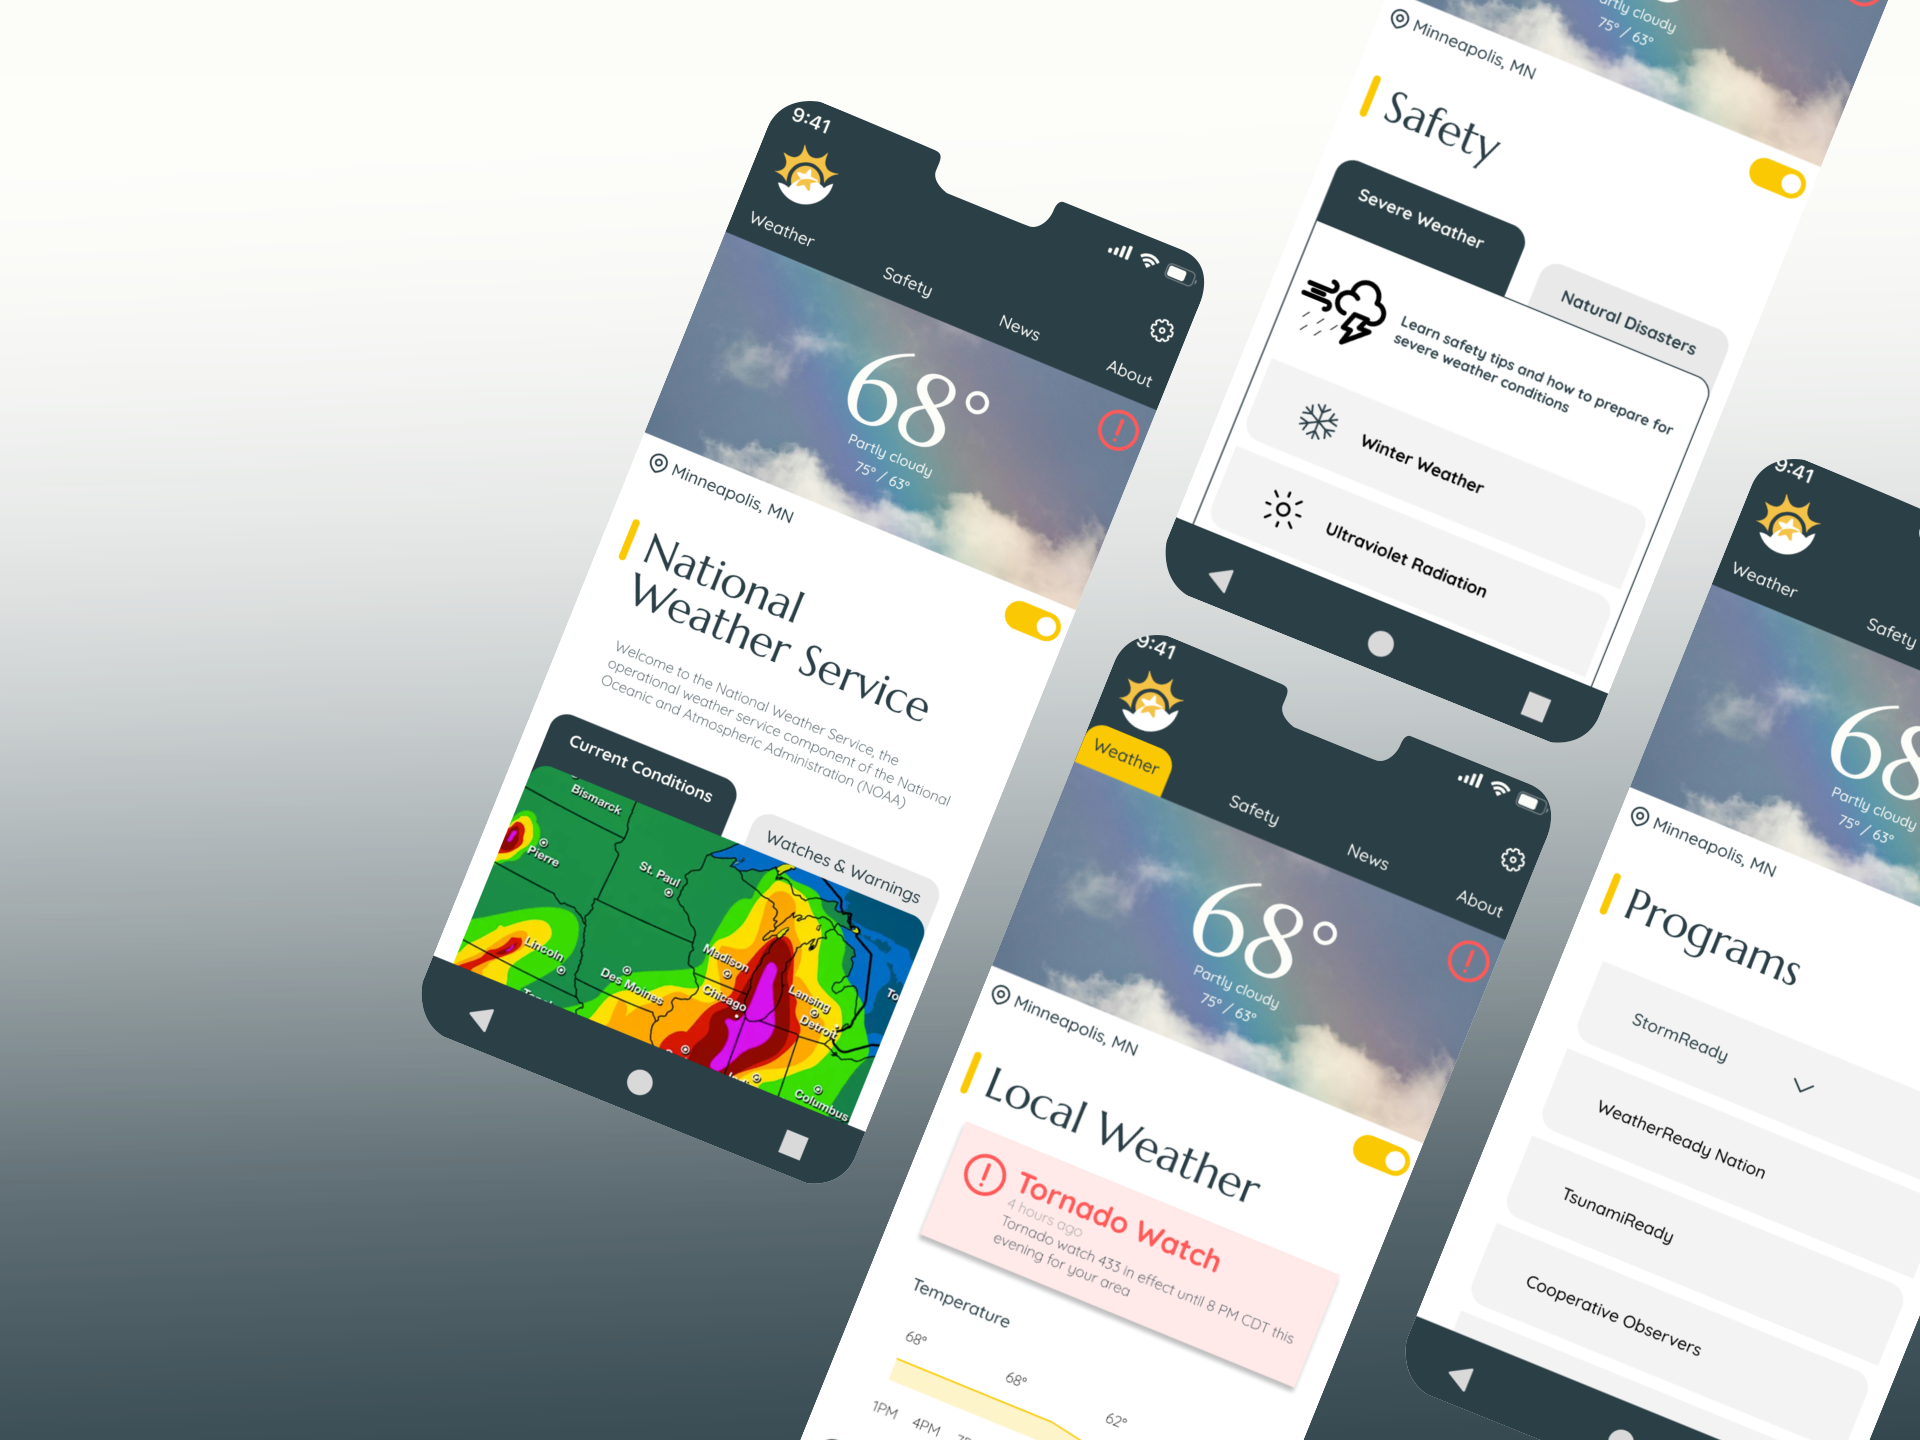 9:41
Weather
Safety
News
About
68°
Partly cloudy
75° / 63°
Minneapolis, MN
National
Weather Service
Welcome to the National Weather Service, the
operational weather service component of the National
Oceanic and Atmospheric Administration (NOAA)
Current Conditions
Watches & Warnings
Bismarck
Pierre
St. Paul
Lincoln
Des Moines
Madison
Chicago
Lansing
Detroit
Columbus
Partly cloudy
75° / 63°
Minneapolis, MN
Safety
Severe Weather
Natural Disasters
Learn safety tips and how to prepare for
severe weather conditions
Winter Weather
Ultraviolet Radiation
9:41
Weather
Safety
News
About
68°
Partly cloudy
75° / 63°
Minneapolis, MN
Local Weather
Tornado Watch
4 hours ago
Tornado watch 433 in effect until 8 PM CDT this
evening for your area
Temperature
68°
68°
62°
1PM
4PM
9:41
Weather
Safety
68
Partly cloudy
75° / 63°
Minneapolis, MN
Programs
StormReady
WeatherReady Nation
TsunamiReady
Cooperative Observers